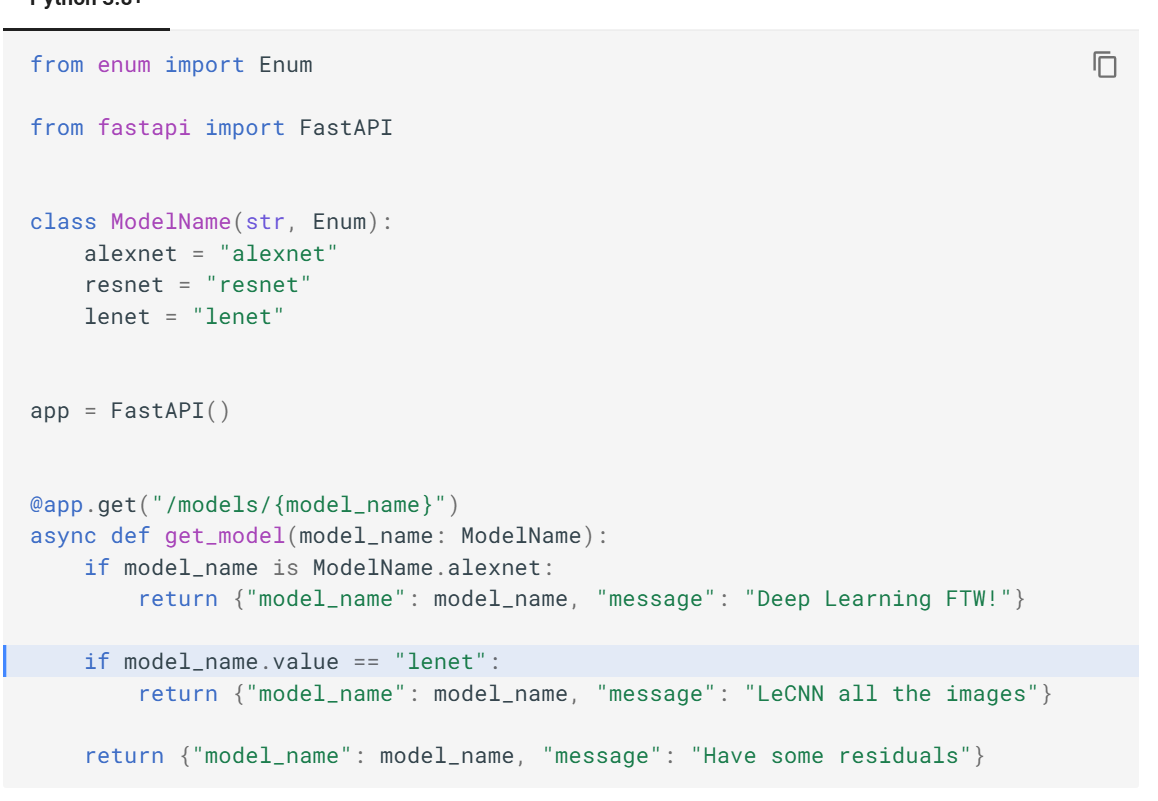 Python 3.8+
from enum import Enum

from fastapi import FastAPI


class ModelName(str, Enum):
    alexnet = "alexnet"
    resnet = "resnet"
    lenet = "lenet"


app = FastAPI()


@app.get("/models/{model_name}")
async def get_model(model_name: ModelName):
    if model_name is ModelName.alexnet:
        return {"model_name": model_name, "message": "Deep Learning FTW!"}

    if model_name.value == "lenet":
        return {"model_name": model_name, "message": "LeCNN all the images"}

    return {"model_name": model_name, "message": "Have some residuals"}